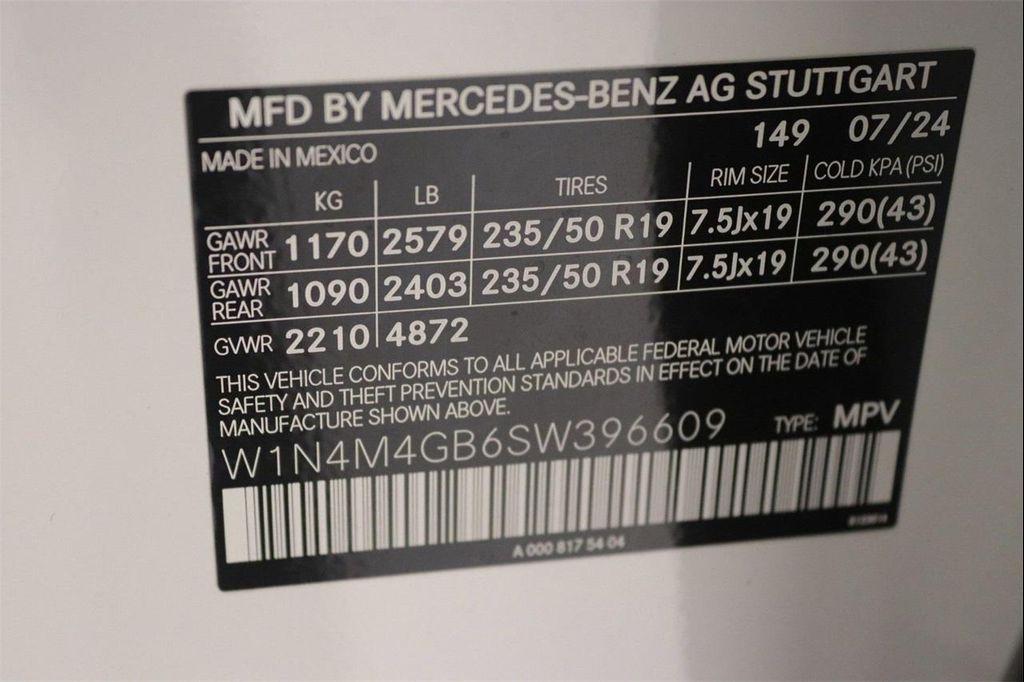 MFD BY MERCEDES-BENZ AG STUTTGART
149 07/24
MADE IN MEXICO
KG LB TIRES RIM SIZE COLD KPA (PSI)
GAWR FRONT 1170 2579 235/50 R19 7.5Jx19 290(43)
GAWR REAR 1090 2403 235/50 R19 7.5Jx19 290(43)
GVWR 2210 4872
THIS VEHICLE CONFORMS TO ALL APPLICABLE FEDERAL MOTOR VEHICLE
SAFETY AND THEFT PREVENTION STANDARDS IN EFFECT ON THE DATE OF
MANUFACTURE SHOWN ABOVE.
W1N4M4GB6SW396609 TYPE: MPV
A 000 817 54 04